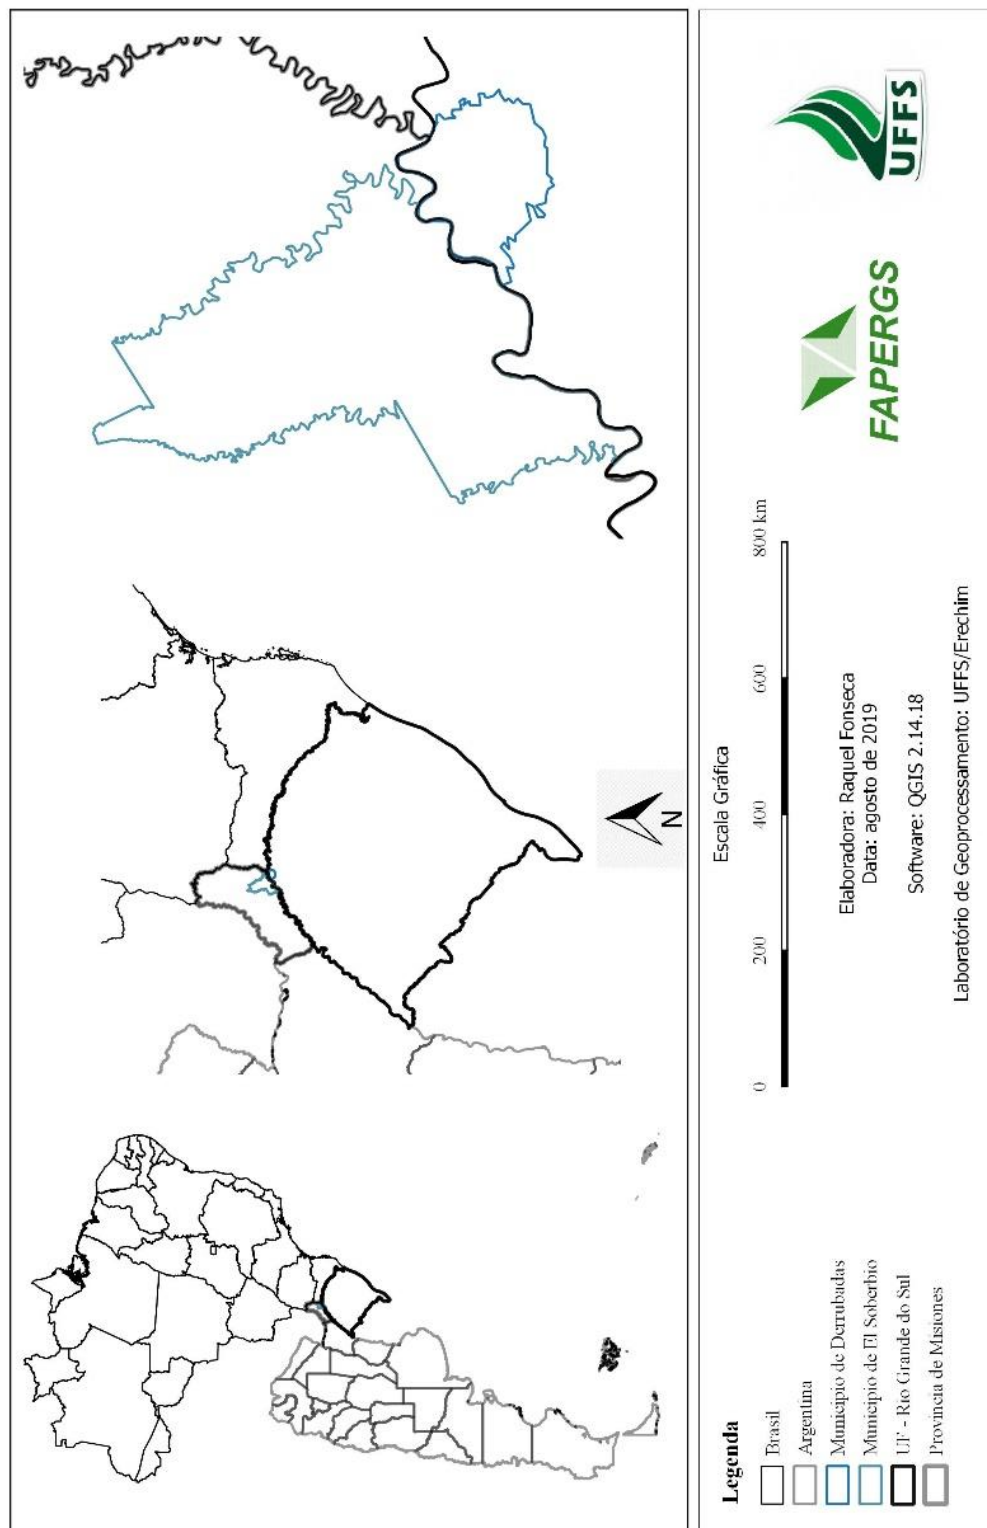 N
Legenda
Brasil
Argentina
Município de Derrubadas
Município de El Soberbio
UF - Rio Grande do Sul
Provincia de Misiones
Escala Gráfica
0 200 400 600 800 km
Elaboradora: Raquel Fonseca
Data: agosto de 2019
Software: QGIS 2.14.18
Laboratório de Geoprocessamento: UFFS/Erechim
FAPERGS
UFFS